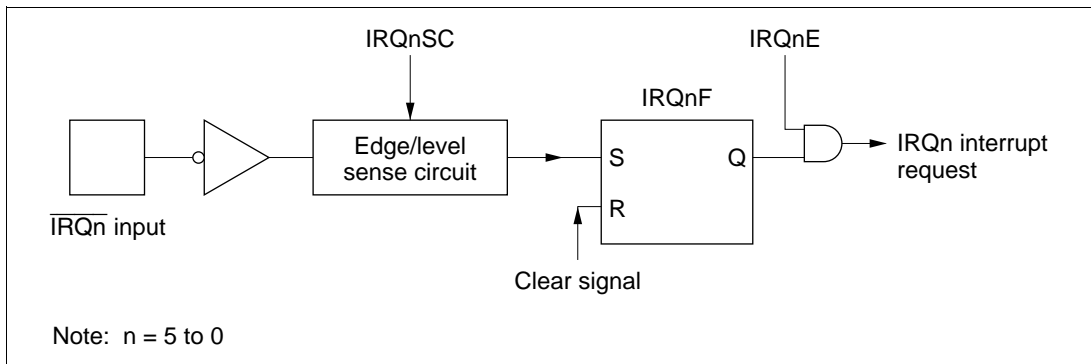 IRQnSC
IRQnE
IRQnF
Edge/level
sense circuit
S
Q
R
IRQn interrupt
request
IRQn input
Clear signal
Note: n = 5 to 0